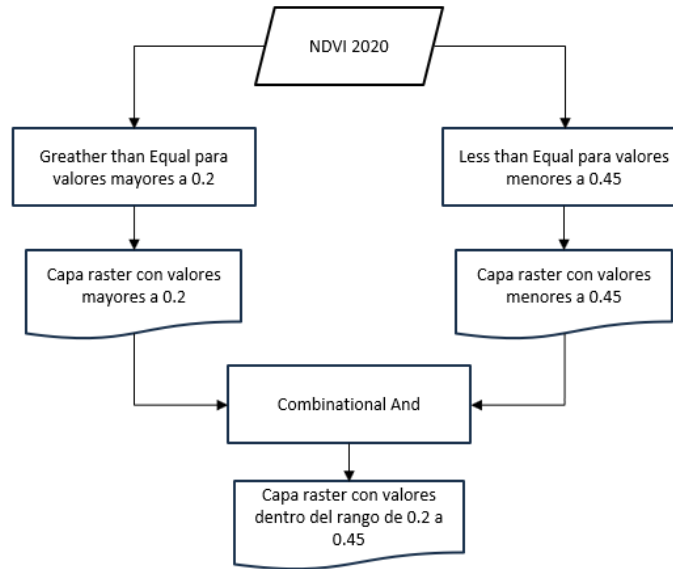 NDVI 2020
Greather than Equal para
valores mayores a 0.2
Less than Equal para valores
menores a 0.45
Capa raster con valores
mayores a 0.2
Capa raster con valores
menores a 0.45
Combinational And
Capa raster con valores
dentro del rango de 0.2 a
0.45